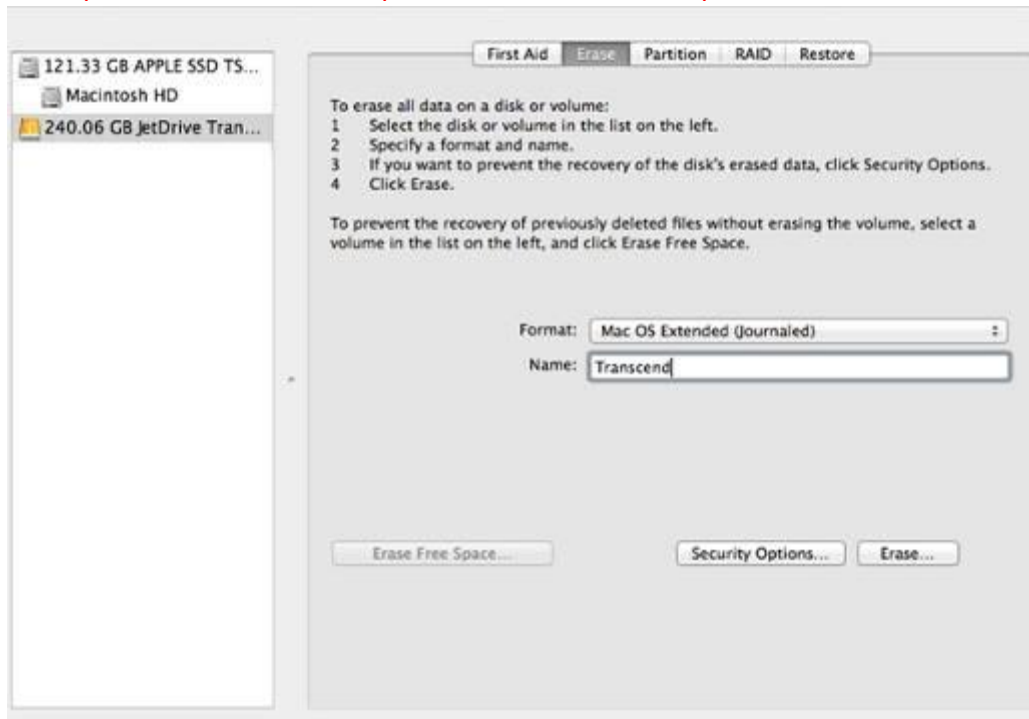 121.33 GB APPLE SSD TS...
Macintosh HD
240.06 GB JetDrive Tran...
First Aid Erase Partition RAID Restore
To erase all data on a disk or volume:
1 Select the disk or volume in the list on the left.
2 Specify a format and name.
3 If you want to prevent the recovery of the disk's erased data, click Security Options.
4 Click Erase.
To prevent the recovery of previously deleted files without erasing the volume, select a
volume in the list on the left, and click Erase Free Space.
Format: Mac OS Extended (Journaled)
Name: Transcend
Erase Free Space... Security Options... Erase...